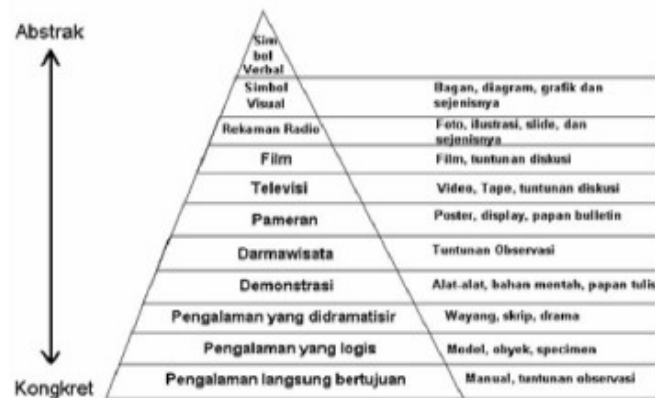 Abstrak
Sim
bol
Verbal
Simbol
Visual
Bagan, diagram, grafik dan
sejenisnya
Rekaman Radio
Foto, ilustrasi, slide, dan
sejenisnya
Film
Film, tuntunan diskusi
Televisi
Video, Tape, tuntunan diskusi
Pameran
Poster, display, papan bulletin
Darmawisata
Tuntunan Observasi
Demonstrasi
Alat-alat, bahan mentah, papan tulis
Pengalaman yang didramatisir
Wayang, skrip, drama
Pengalaman yang logis
Model, obyek, specimen
Kongkret
Pengalaman langsung bertujuan
Manual, tuntunan observasi